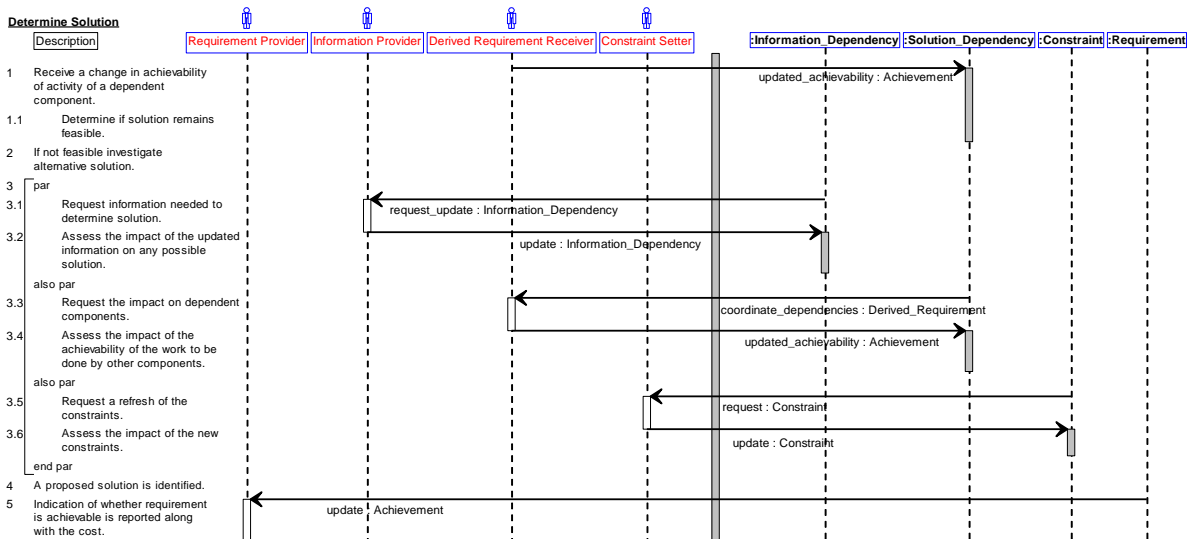 Determine Solution
Description
Requirement Provider
Information Provider
Derived Requirement Receiver
Constraint Setter
:Information_Dependency
:Solution_Dependency
:Constraint
:Requirement
1 Receive a change in achievability
of activity of a dependent
component.
updated_achievability : Achievement
1.1 Determine if solution remains
feasible.
2 If not feasible investigate
alternative solution.
3 par
3.1 Request information needed to
determine solution.
request_update : Information_Dependency
3.2 Assess the impact of the updated
information on any possible
solution.
update : Information_Dependency
also par
3.3 Request the impact on dependent
components.
coordinate_dependencies : Derived_Requirement
3.4 Assess the impact of the
achievability of the work to be
done by other components.
updated_achievability : Achievement
also par
3.5 Request a refresh of the
constraints.
request : Constraint
3.6 Assess the impact of the new
constraints.
update : Constraint
end par
4 A proposed solution is identified.
5 Indication of whether requirement
is achievable is reported along
with the cost.
update : Achievement